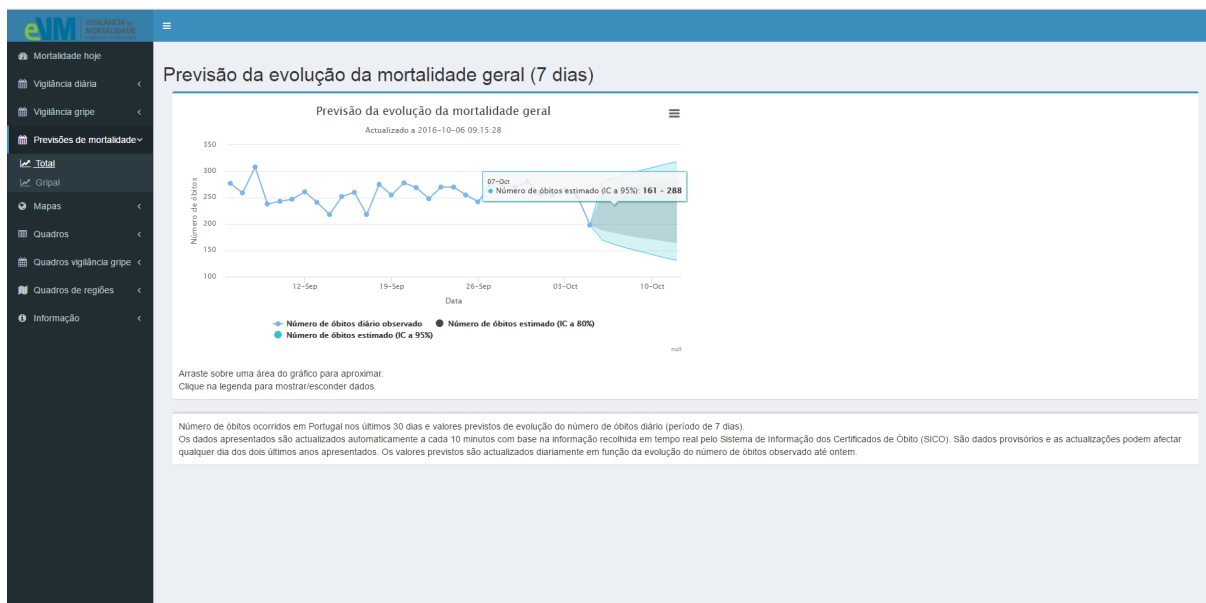 eVM VIGILÂNCIA DA
MORTALIDADE
Mortalidade hoje
Vigilância diária
Vigilância gripe
Previsões de mortalidade
Total
Gripal
Mapas
Quadros
Quadros vigilância gripe
Quadros de regiões
Informação
Previsão da evolução da mortalidade geral (7 dias)
Previsão da evolução da mortalidade geral
Actualizado a 2016-10-06 09:15:28
Número de óbitos
350
300
250
200
150
100
07-Oct
Número de óbitos estimado (IC a 95%): 161 - 288
12-Sep 19-Sep 26-Sep 03-Oct 10-Oct
Data
Número de óbitos diário observado Número de óbitos estimado (IC a 80%)
Número de óbitos estimado (IC a 95%)
null
Arraste sobre uma área do gráfico para aproximar.
Clique na legenda para mostrar/esconder dados.
Número de óbitos ocorridos em Portugal nos últimos 30 dias e valores previstos de evolução do número de óbitos diário (período de 7 dias).
Os dados apresentados são actualizados automaticamente a cada 10 minutos com base na informação recolhida em tempo real pelo Sistema de Informação dos Certificados de Óbito (SICO). São dados provisórios e as actualizações podem afectar
qualquer dia dos dois últimos anos apresentados. Os valores previstos são actualizados diariamente em função da evolução do número de óbitos observado até ontem.